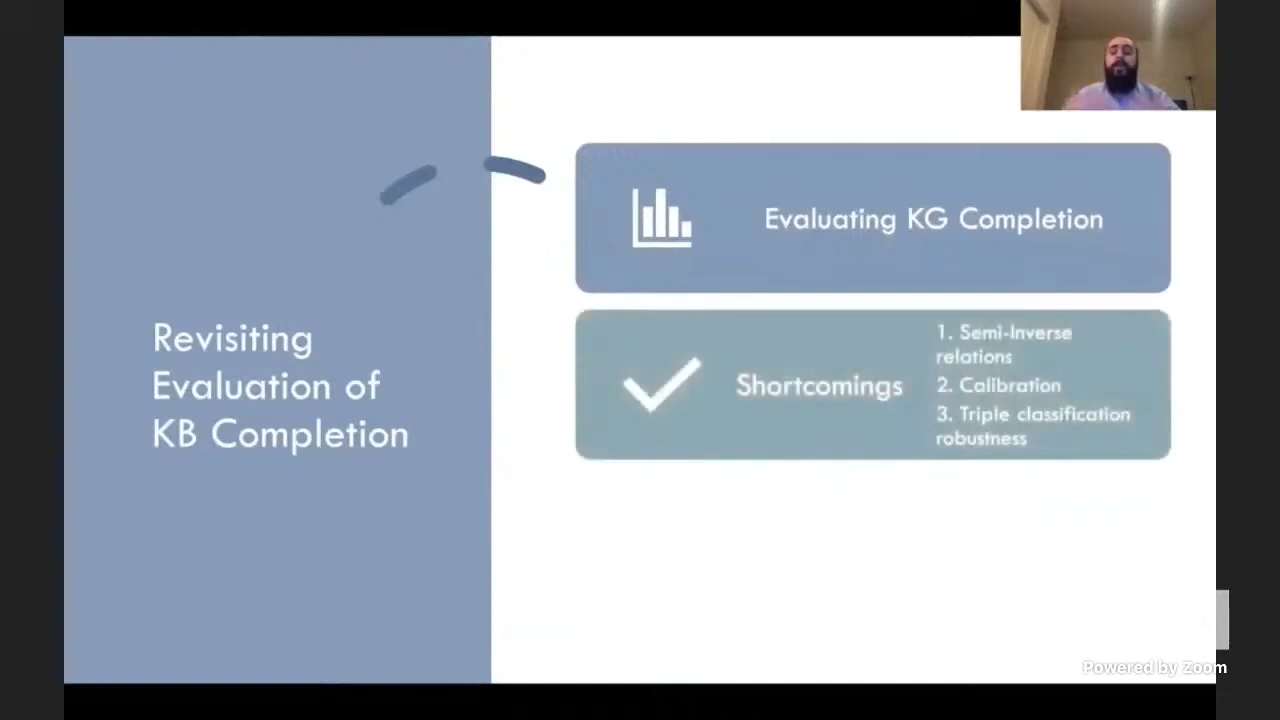 Revisiting
Evaluation of
KB Completion
Evaluating KG Completion
Shortcomings
1. Semi-Inverse
relations
2. Calibration
3. Triple classification
robustness
Powered by Zoom